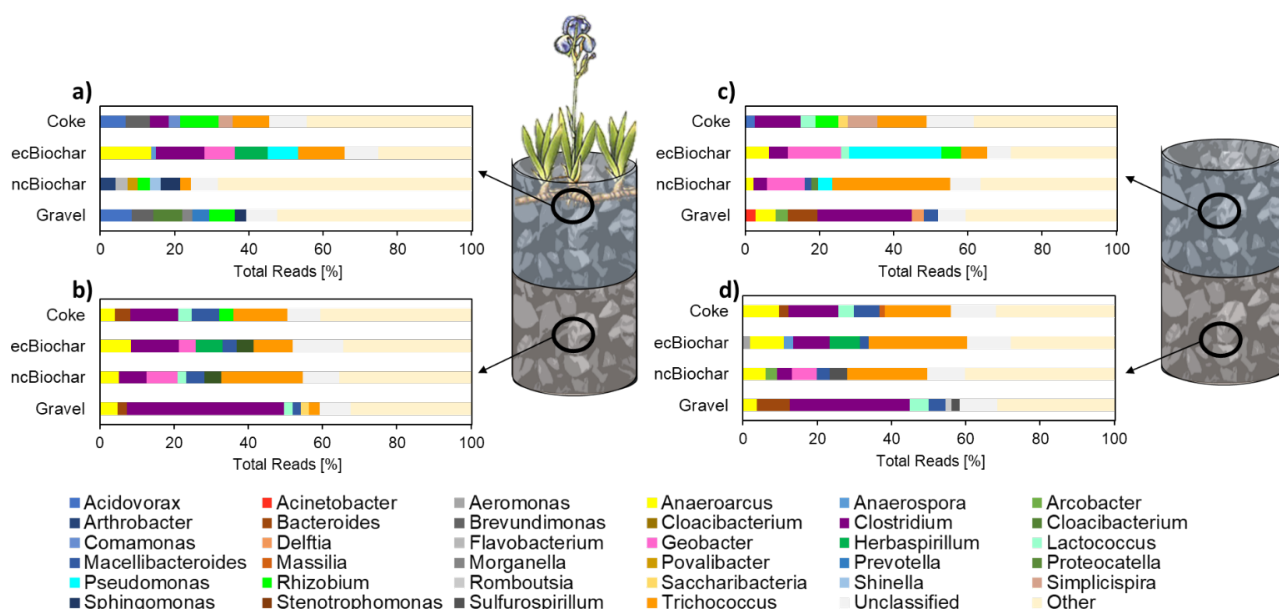 a)
Coke
ecBiochar
ncBiochar
Gravel
0 20 40 60 80 100
Total Reads [%]
b)
Coke
ecBiochar
ncBiochar
Gravel
0 20 40 60 80 100
Total Reads [%]
c)
Coke
ecBiochar
ncBiochar
Gravel
0 20 40 60 80 100
Total Reads [%]
d)
Coke
ecBiochar
ncBiochar
Gravel
0 20 40 60 80 100
Total Reads [%]
Acidovorax Acinetobacter Aeromonas Anaeroarcus Anaerospora Arcobacter
Arthrobacter Bacteroides Brevundimonas Cloacibacterium Clostridium Cloacibacterium
Comamonas Delftia Flavobacterium Geobacter Herbaspirillum Lactococcus
Macellibacteroides Massilia Morganella Povalibacter Prevotella Proteocatella
Pseudomonas Rhizobium Romboutsia Saccharibacteria Shinella Simplicispira
Sphingomonas Stenotrophomonas Sulfurospirillum Trichococcus Unclassified Other